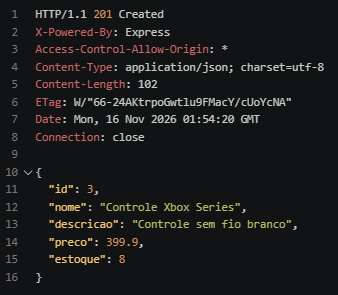 1 HTTP/1.1 201 Created
2 X-Powered-By: Express
3 Access-Control-Allow-Origin: *
4 Content-Type: application/json; charset=utf-8
5 Content-Length: 102
6 ETag: W/"66-24AKtrpoGwtlu9FMacY/cUoYcNA"
7 Date: Mon, 16 Nov 2026 01:54:20 GMT
8 Connection: close
9
10 {
11 "id": 3,
12 "nome": "Controle Xbox Series",
13 "descricao": "Controle sem fio branco",
14 "preco": 399.9,
15 "estoque": 8
16 }